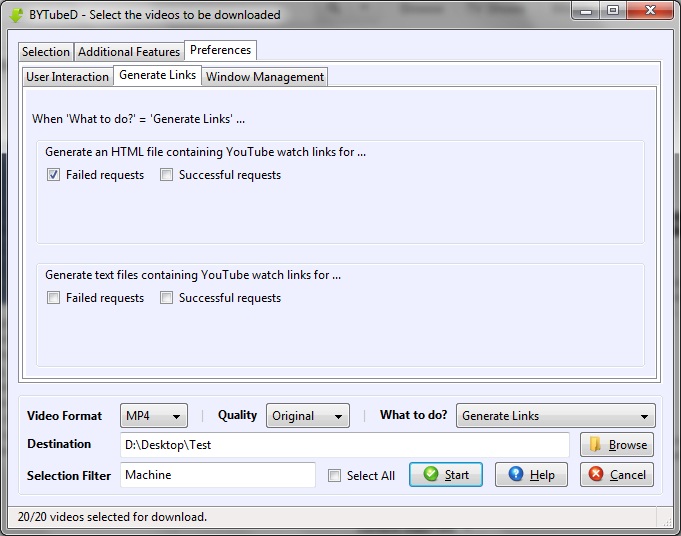 BYTubeD - Select the videos to be downloaded
Selection Additional Features Preferences
User Interaction Generate Links Window Management
When 'What to do?' = 'Generate Links' ...
Generate an HTML file containing YouTube watch links for ...
Failed requests Successful requests
Generate text files containing YouTube watch links for ...
Failed requests Successful requests
Video Format MP4 | Quality Original | What to do? Generate Links
Destination D:\Desktop\Test Browse
Selection Filter Machine Select All Start Help Cancel
20/20 videos selected for download.